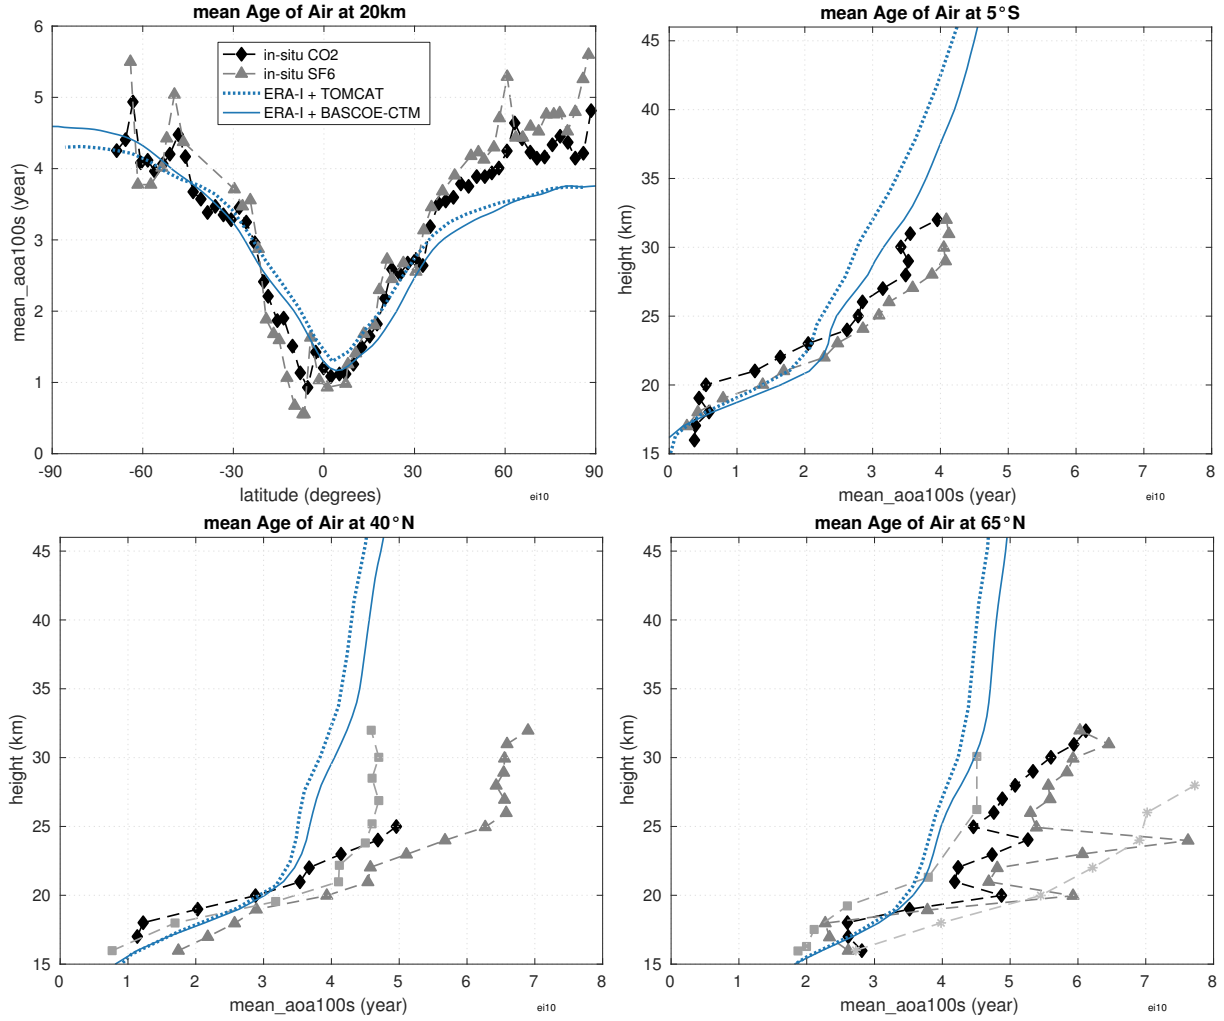 mean Age of Air at 20km
6
5
4
3
2
1
0
mean_aoa100s (year)
in-situ CO2
in-situ SF6
ERA-I + TOMCAT
ERA-I + BASCOE-CTM
-90 -60 -30 0 30 60 90
latitude (degrees)
ei10
mean Age of Air at 5°S
45
40
35
30
25
20
15
height (km)
0 1 2 3 4 5 6 7 8
mean_aoa100s (year)
ei10
mean Age of Air at 40°N
45
40
35
30
25
20
15
height (km)
0 1 2 3 4 5 6 7 8
mean_aoa100s (year)
ei10
mean Age of Air at 65°N
45
40
35
30
25
20
15
height (km)
0 1 2 3 4 5 6 7 8
mean_aoa100s (year)
ei10